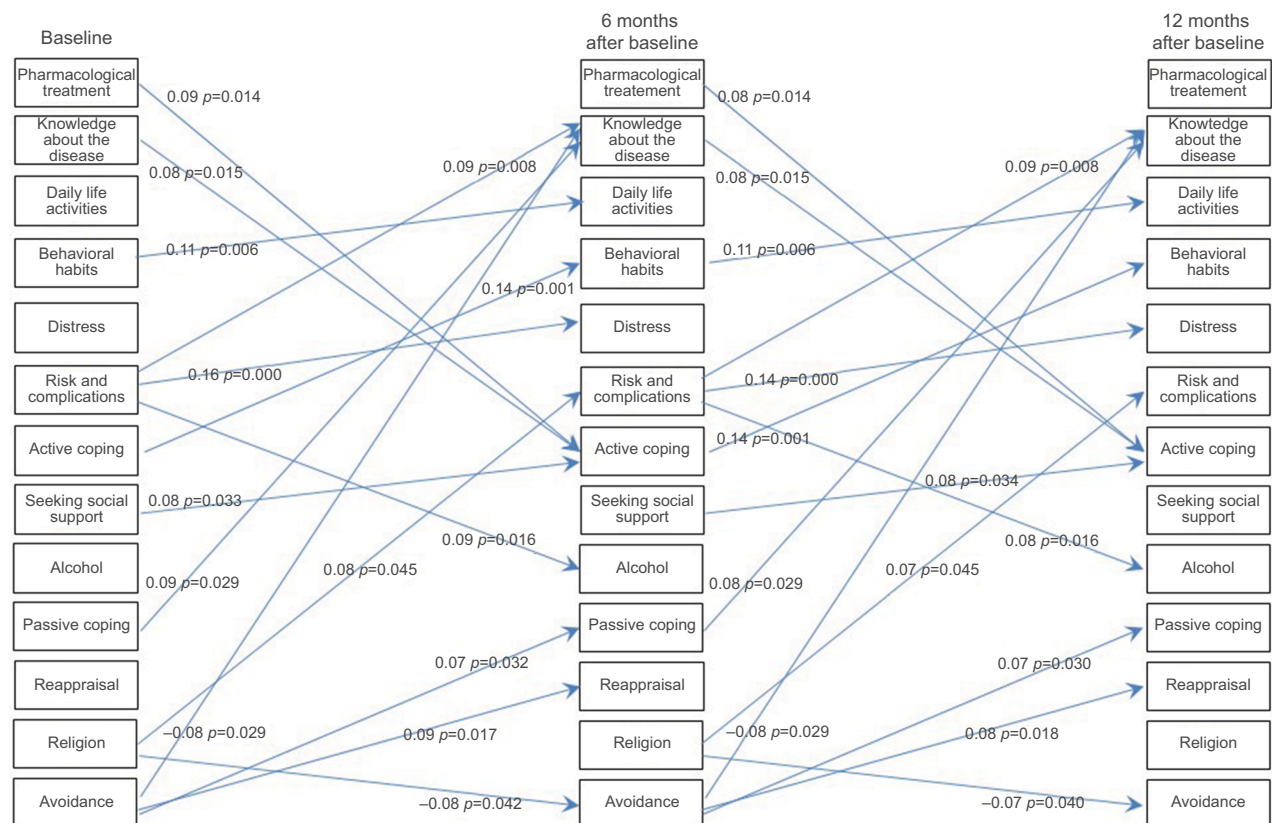 Baseline
6 months
after baseline
12 months
after baseline
Pharmacological
treatment
Knowledge
about the
disease
Daily life
activities
Behavioral
habits
Distress
Risk and
complications
Active coping
Seeking social
support
Alcohol
Passive coping
Reappraisal
Religion
Avoidance
0.09 p=0.014
0.08 p=0.015
0.09 p=0.008
0.11 p=0.006
0.14 p=0.001
0.16 p=0.000
0.08 p=0.033
0.09 p=0.016
0.09 p=0.029
0.08 p=0.045
0.07 p=0.032
–0.08 p=0.029
0.09 p=0.017
–0.08 p=0.042
Pharmacological
treatement
Knowledge
about the
disease
Daily life
activities
Behavioral
habits
Distress
Risk and
complications
Active coping
Seeking social
support
Alcohol
Passive coping
Reappraisal
Religion
Avoidance
0.08 p=0.014
0.08 p=0.015
0.09 p=0.008
0.11 p=0.006
0.14 p=0.000
0.14 p=0.001
0.08 p=0.034
0.08 p=0.016
0.08 p=0.029
0.07 p=0.045
0.07 p=0.030
–0.08 p=0.029
0.08 p=0.018
–0.07 p=0.040
Pharmacological
treatement
Knowtedge
about the
disease
Daily life
activities
Behavioral
habits
Distress
Risk and
complications
Active coping
Seeking social
support
Alcohol
Passive coping
Reappraisal
Religion
Avoidance